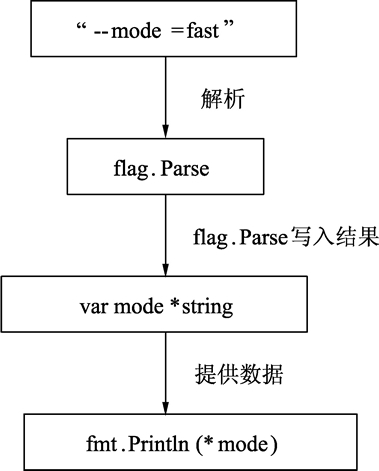 “--mode =fast”
解析
flag.Parse
flag.Parse写入结果
var mode *string
提供数据
fmt.Println (* mode)